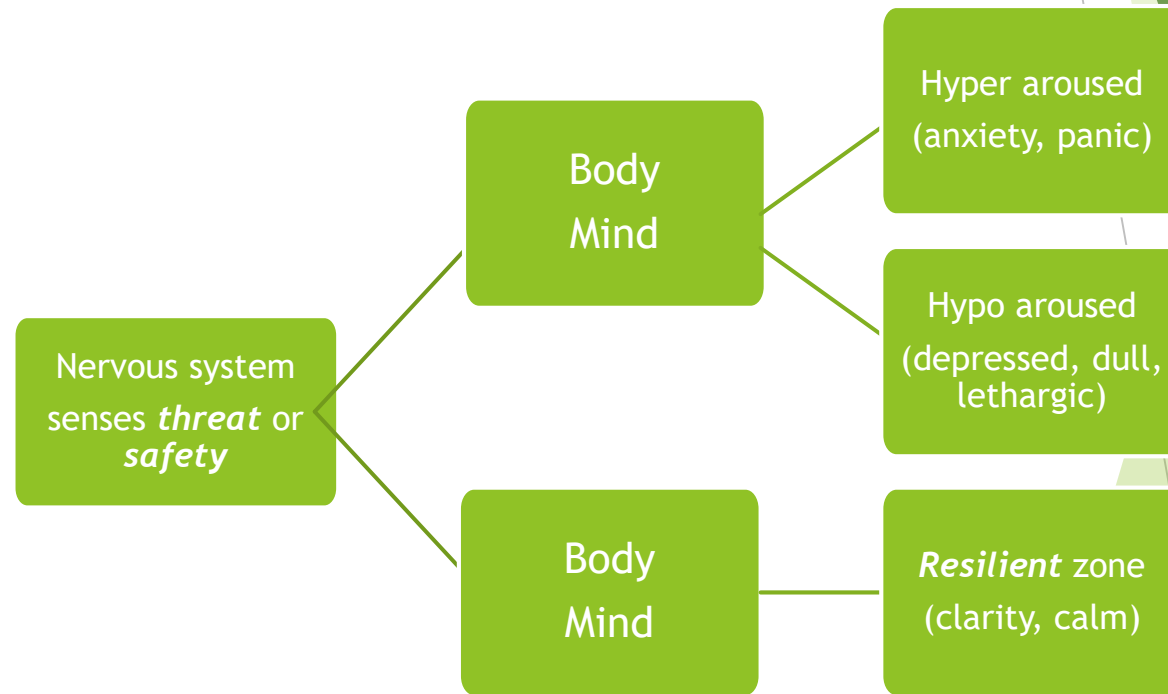 Nervous system
senses threat or
safety
Body
Mind
Hyper aroused
(anxiety, panic)
Hypo aroused
(depressed, dull,
lethargic)
Body
Mind
Resilient zone
(clarity, calm)